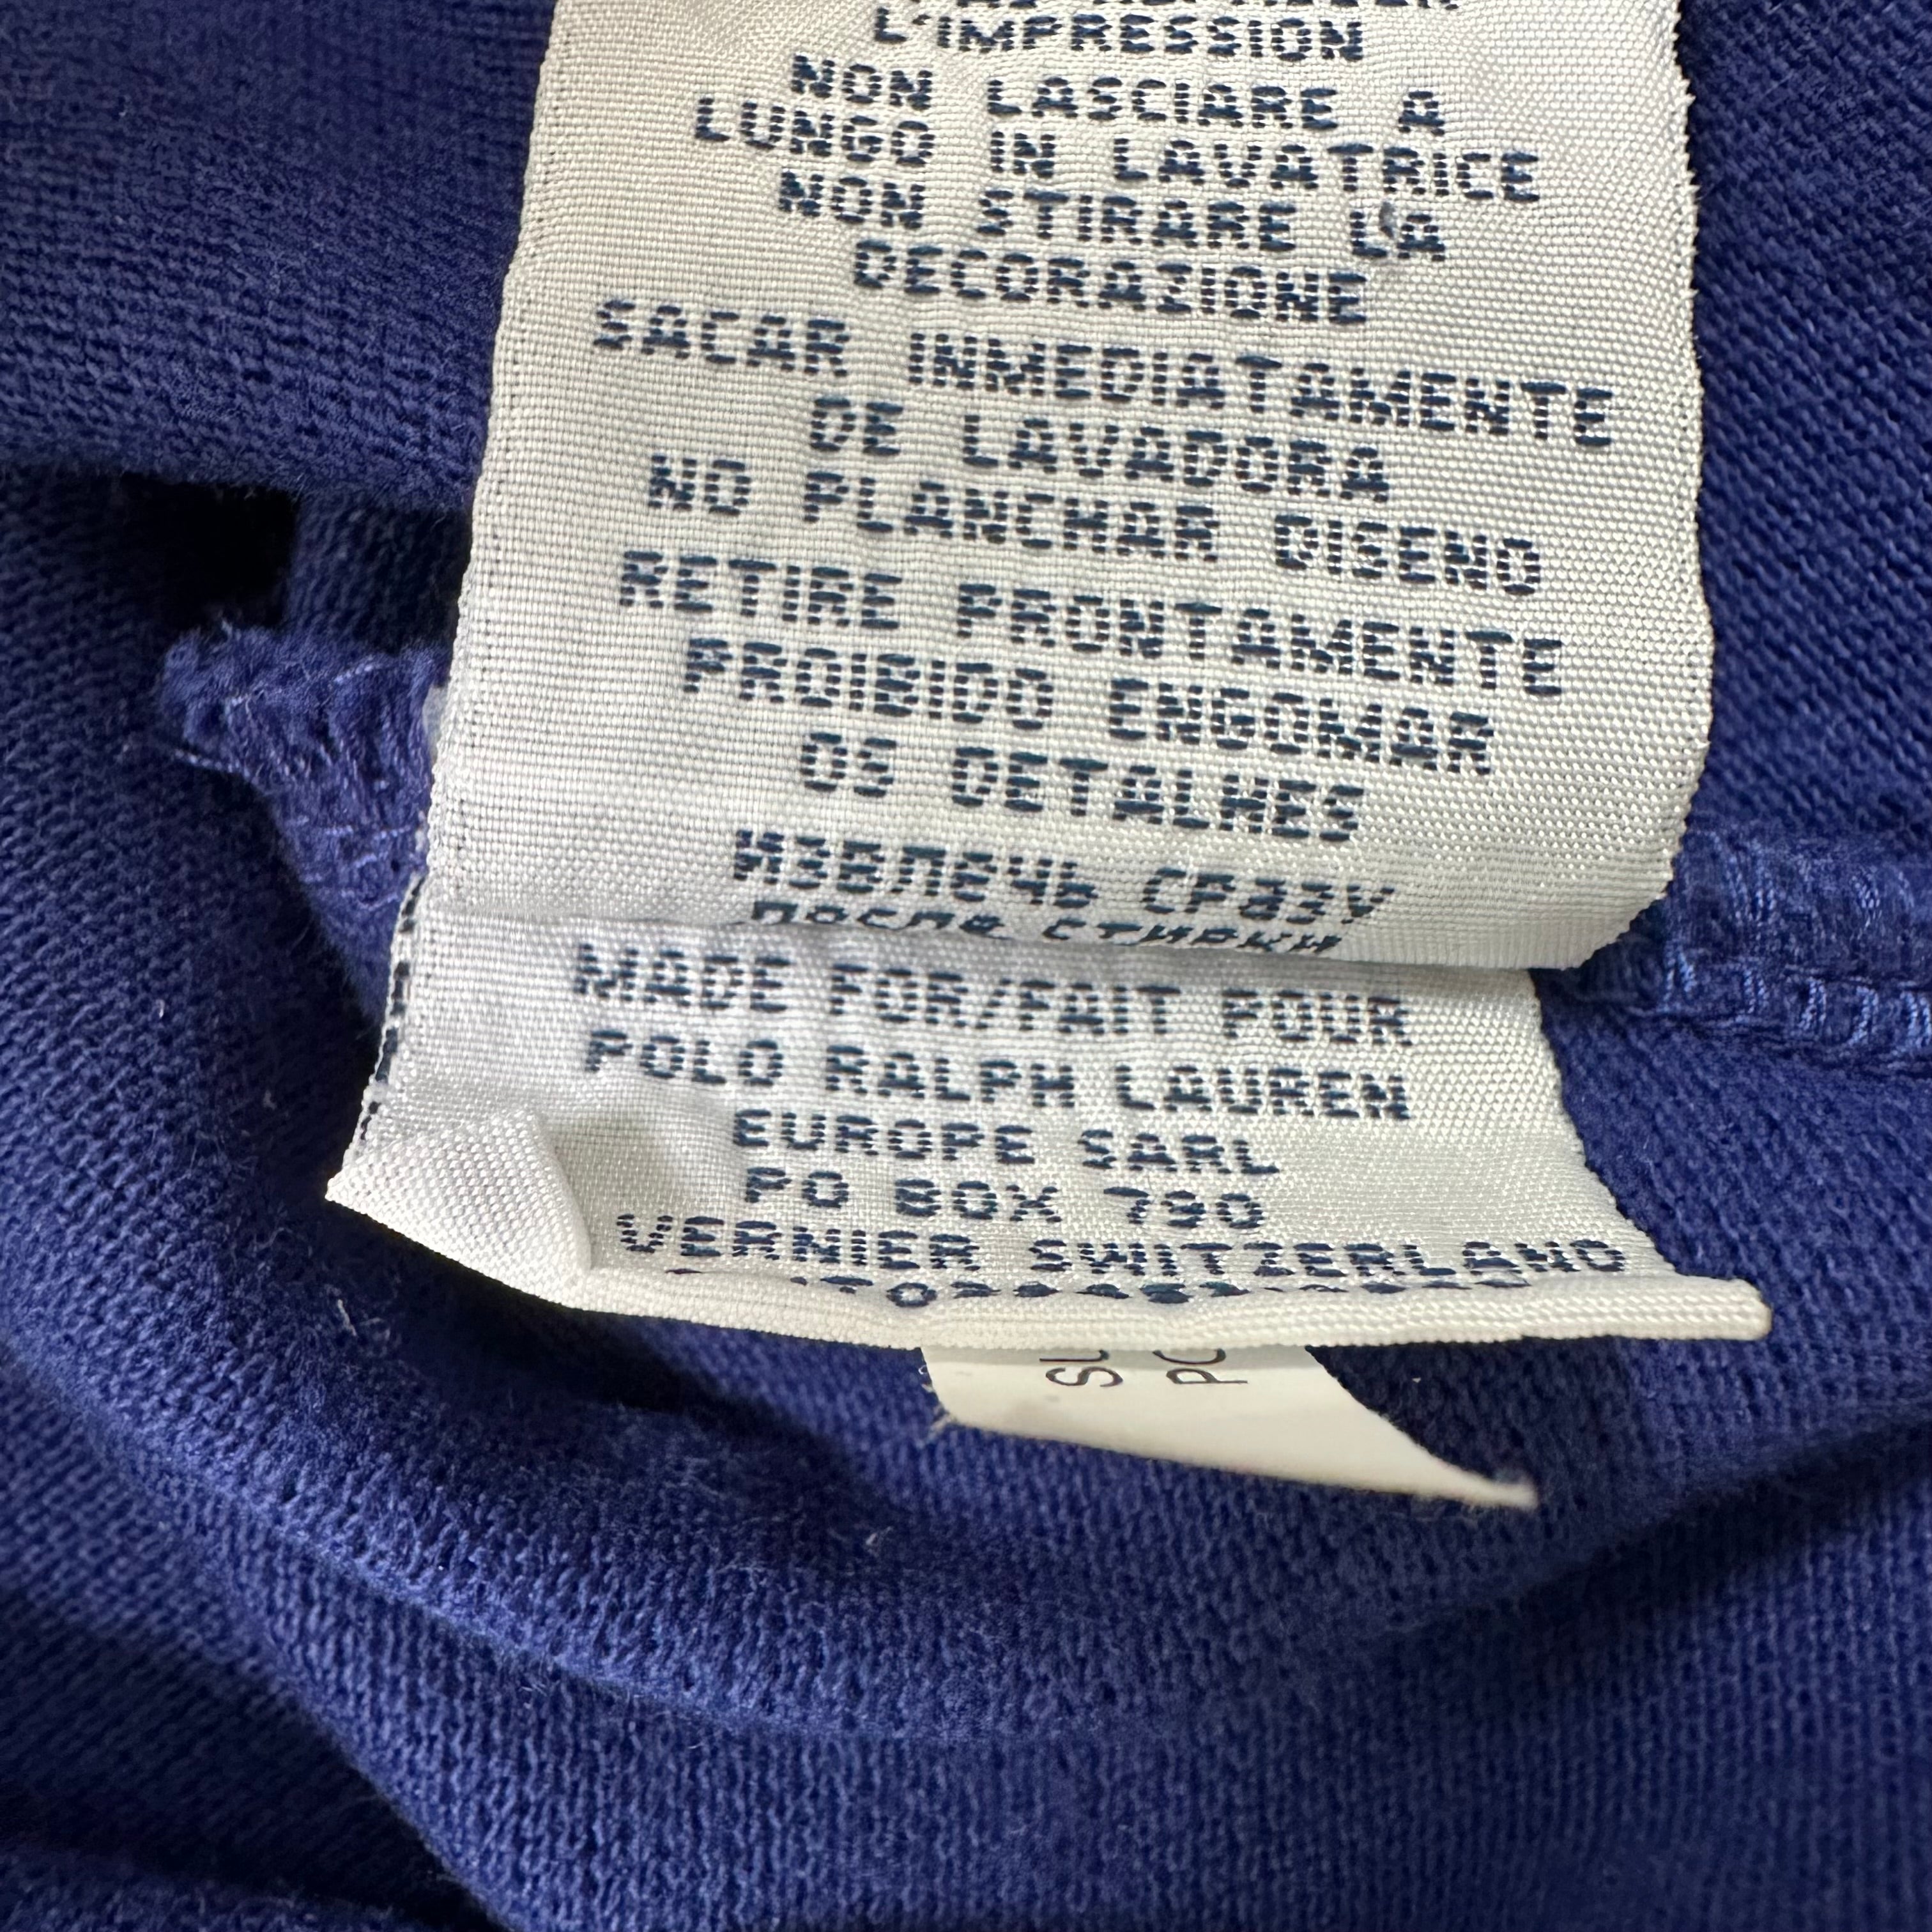 L'IMPRESSION
NON LASCIARE A
LUNGO IN LAVATRICE
NON STIRARE LA
DECORAZIONE
SACAR INMEDIATAMENTE
DE LAVADORA
NO PLANCHAR DISENO
RETIRE PRONTAMENTE
PROIBIDO ENGOMAR
OS DETALHES
ИЗВЛЕЧЬ СРАЗУ
ПОСЛЕ СТИРКИ
MADE FOR/FAIT POUR
POLO RALPH LAUREN
EUROPE SARL
PO BOX 790
VERNIER SWITZERLAND